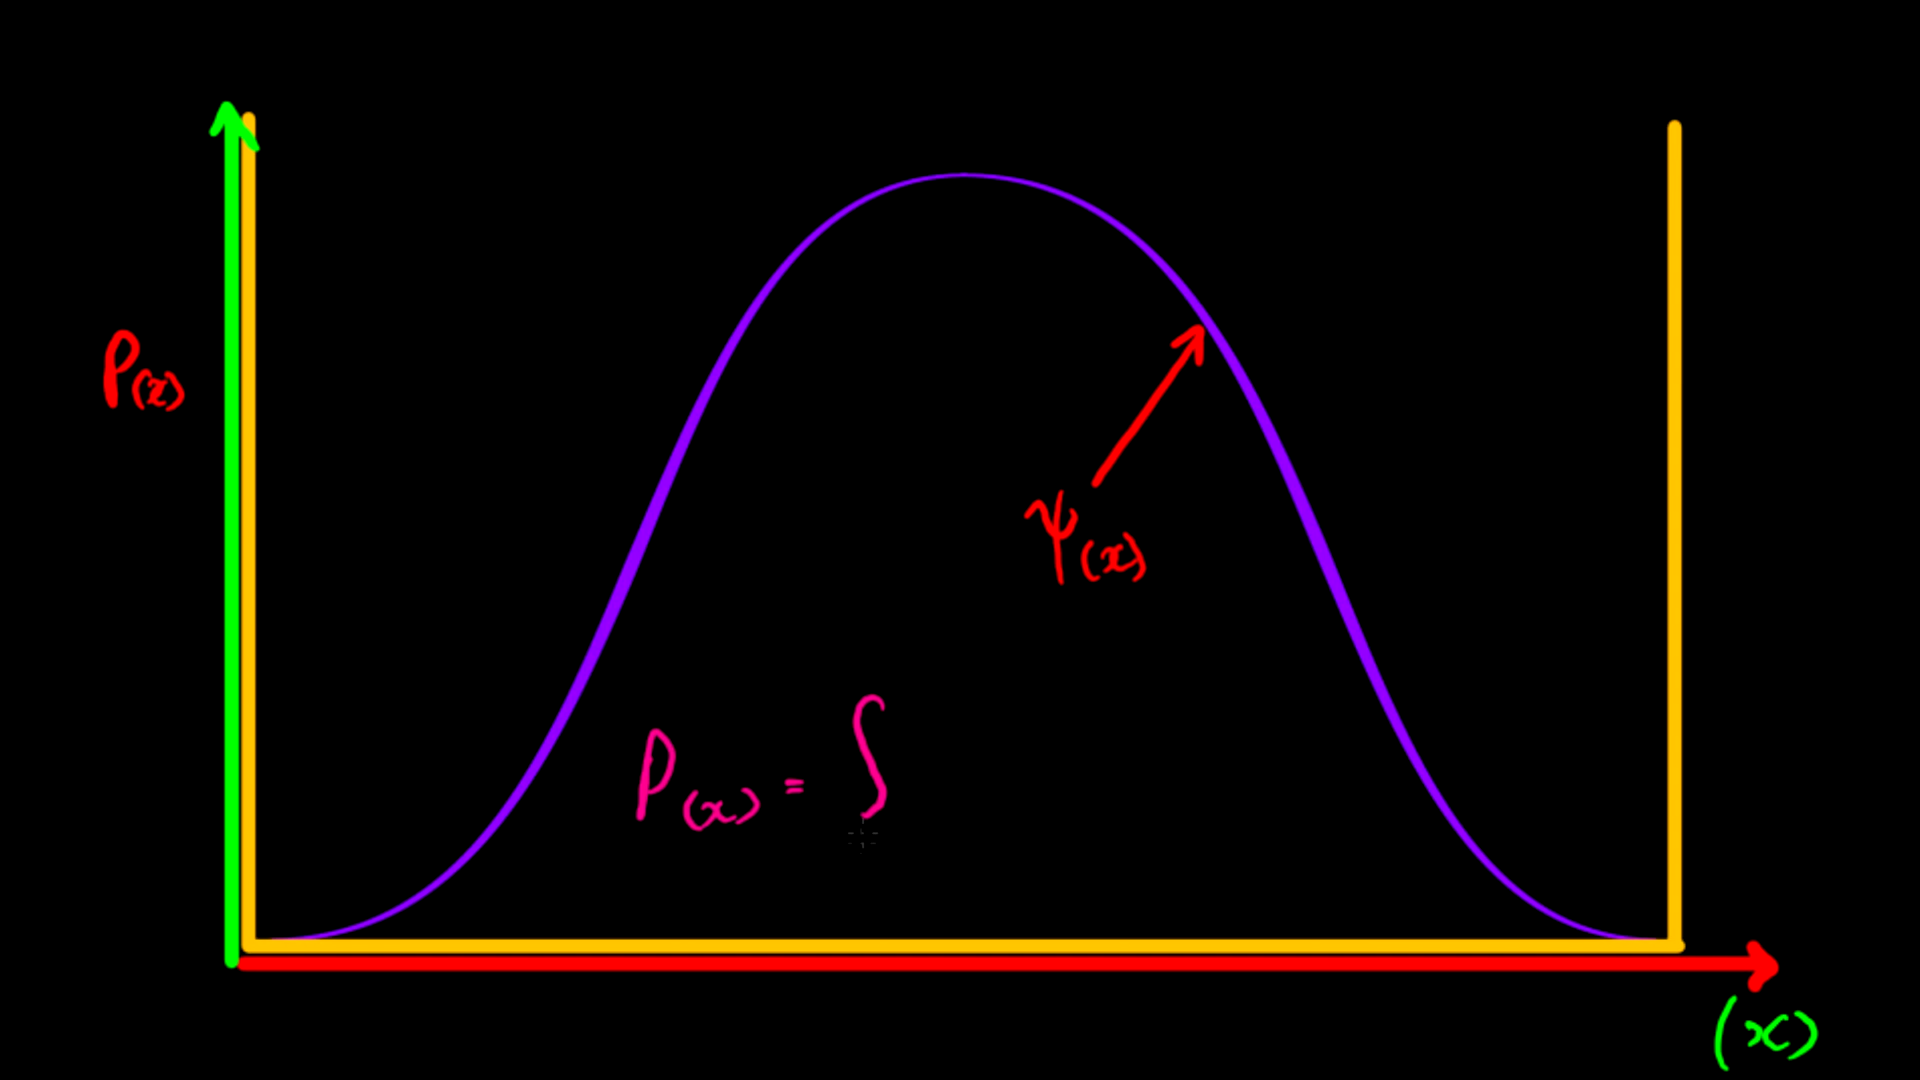 P(x)
ψ(x)
P(x) = ∫
(x)